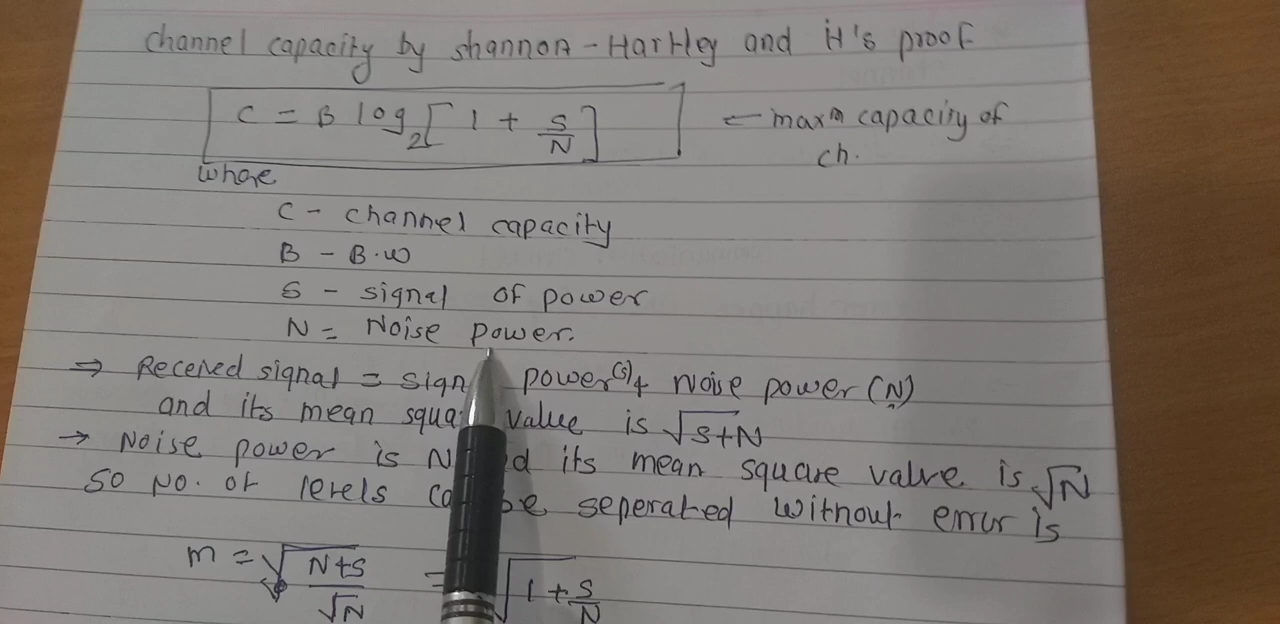 channel capacity by shannon-Hartley and it's proof
C = B log2[1 + S/N] ← maxm capacity of
ch.
where
C - channel capacity
B - B.W
S - signal of power
N = Noise power.
⇒ Received signal = sign power(s)+ Noise power (N)
and its mean squa value is √S+N
→ Noise power is N d its mean square value is √N
So No. of levels ca be seperated without error is
m = √N+S/√N = √1+S/N